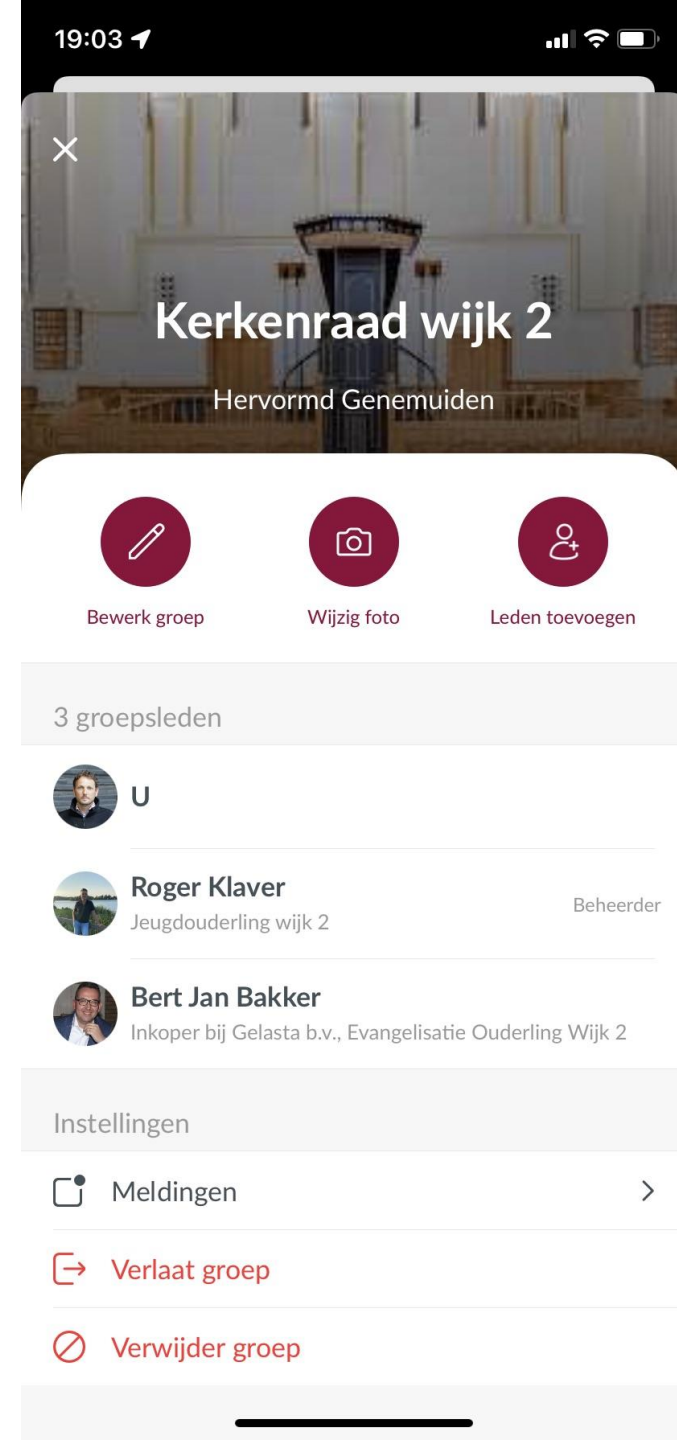 19:03
Kerkenraad wijk 2
Hervormd Genemuiden
Bewerk groep
Wijzig foto
Leden toevoegen
3 groepsleden
U
Roger Klaver
Jeugdouderling wijk 2
Beheerder
Bert Jan Bakker
Inkoper bij Gelasta b.v., Evangelisatie Ouderling Wijk 2
Instellingen
Meldingen
Verlaat groep
Verwijder groep